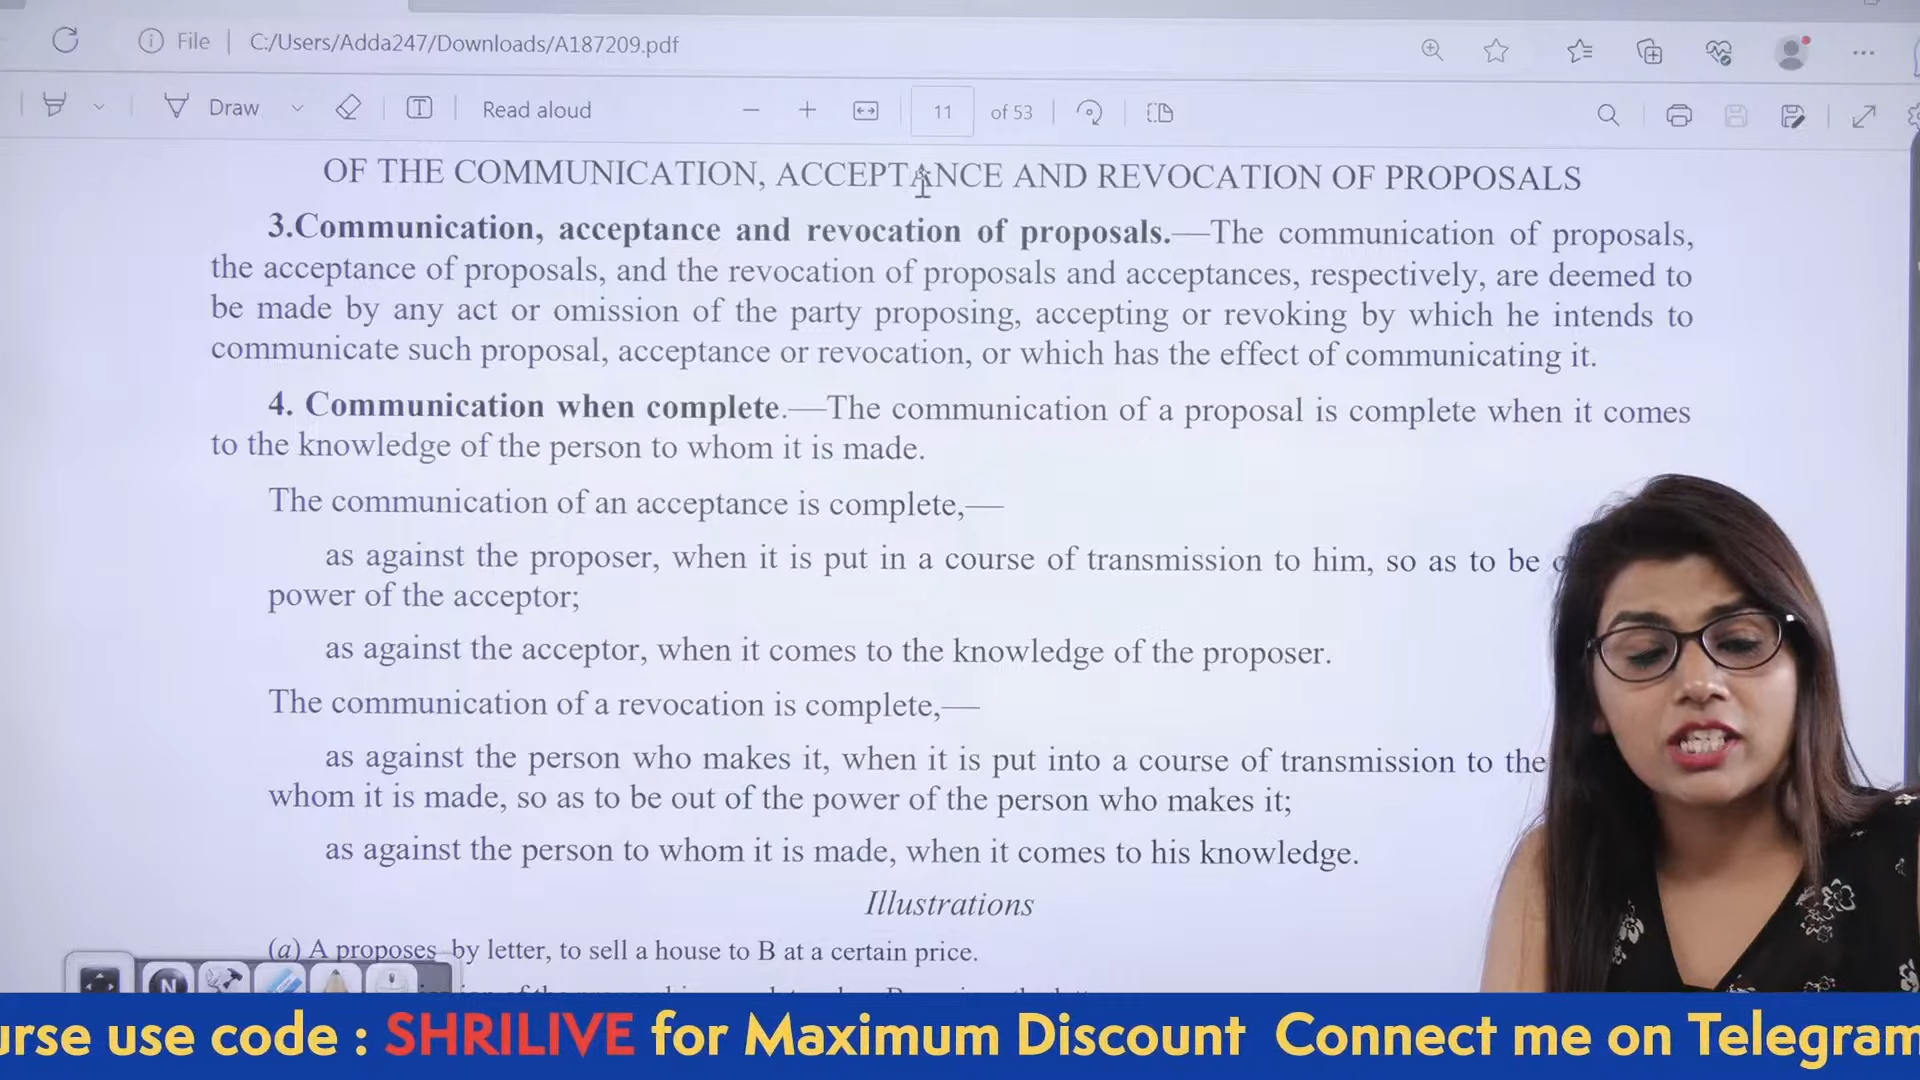 File | C:/Users/Adda247/Downloads/A187209.pdf
Draw Read aloud 11 of 53
OF THE COMMUNICATION, ACCEPTANCE AND REVOCATION OF PROPOSALS
3.Communication, acceptance and revocation of proposals.—The communication of proposals,
the acceptance of proposals, and the revocation of proposals and acceptances, respectively, are deemed to
be made by any act or omission of the party proposing, accepting or revoking by which he intends to
communicate such proposal, acceptance or revocation, or which has the effect of communicating it.
4. Communication when complete.—The communication of a proposal is complete when it comes
to the knowledge of the person to whom it is made.
The communication of an acceptance is complete,—
as against the proposer, when it is put in a course of transmission to him, so as to be
power of the acceptor;
as against the acceptor, when it comes to the knowledge of the proposer.
The communication of a revocation is complete,—
as against the person who makes it, when it is put into a course of transmission to the
whom it is made, so as to be out of the power of the person who makes it;
as against the person to whom it is made, when it comes to his knowledge.
Illustrations
(a) A proposes by letter, to sell a house to B at a certain price.
N
urse use code : SHRILIVE for Maximum Discount Connect me on Telegram